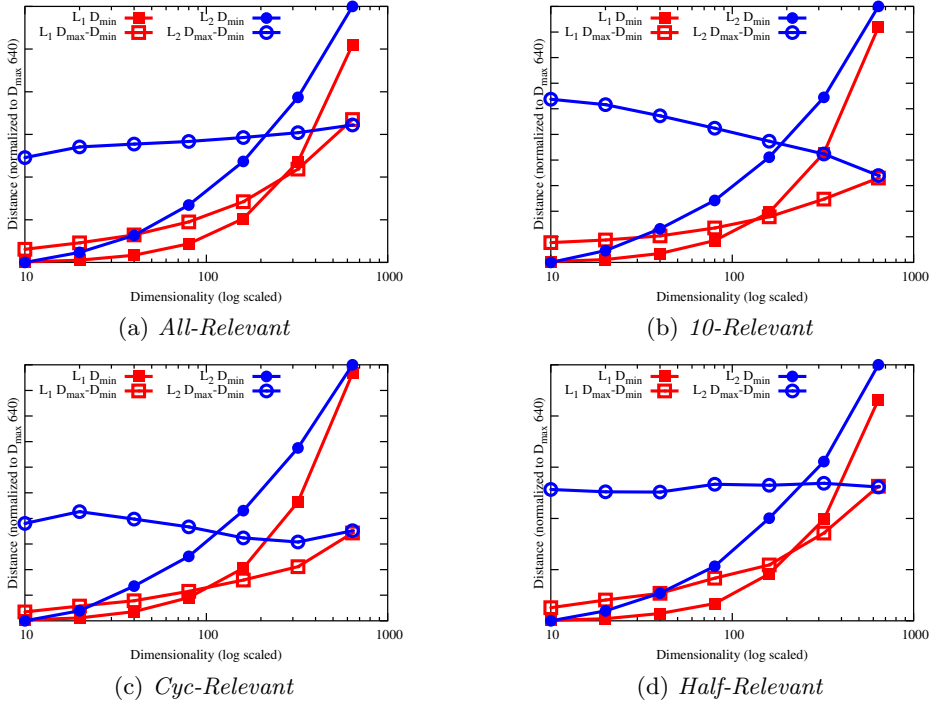 L1 Dmin
L2 Dmin
L1 Dmax-Dmin
L2 Dmax-Dmin
Distance (normalized to Dmax 640)
10 100 1000
Dimensionality (log scaled)
(a) All-Relevant
L1 Dmin
L2 Dmin
L1 Dmax-Dmin
L2 Dmax-Dmin
Distance (normalized to Dmax 640)
10 100 1000
Dimensionality (log scaled)
(b) 10-Relevant
L1 Dmin
L2 Dmin
L1 Dmax-Dmin
L2 Dmax-Dmin
Distance (normalized to Dmax 640)
10 100 1000
Dimensionality (log scaled)
(c) Cyc-Relevant
L1 Dmin
L2 Dmin
L1 Dmax-Dmin
L2 Dmax-Dmin
Distance (normalized to Dmax 640)
10 100 1000
Dimensionality (log scaled)
(d) Half-Relevant